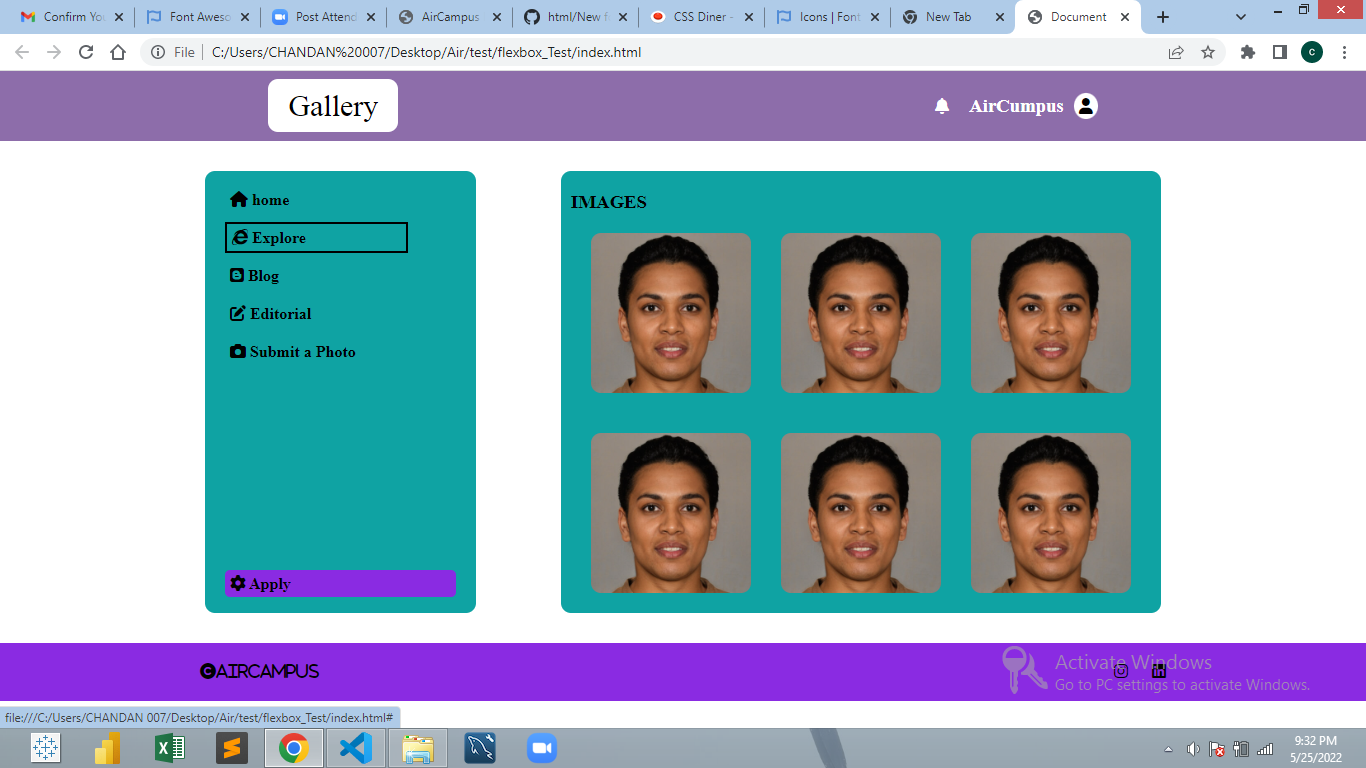 Confirm You
Font Aweso
Post Attend
AirCampus
html/New f
CSS Diner -
Icons | Font
New Tab
Document
File
C:/Users/CHANDAN%20007/Desktop/Air/test/flexbox_Test/index.html
c
Gallery
AirCumpus
home
Explore
Blog
Editorial
Submit a Photo
Apply
IMAGES
AIRCAMPUS
Activate Windows
Go to PC settings to activate Windows.
file:///C:/Users/CHANDAN 007/Desktop/Air/test/flexbox_Test/index.html#
9:32 PM
5/25/2022